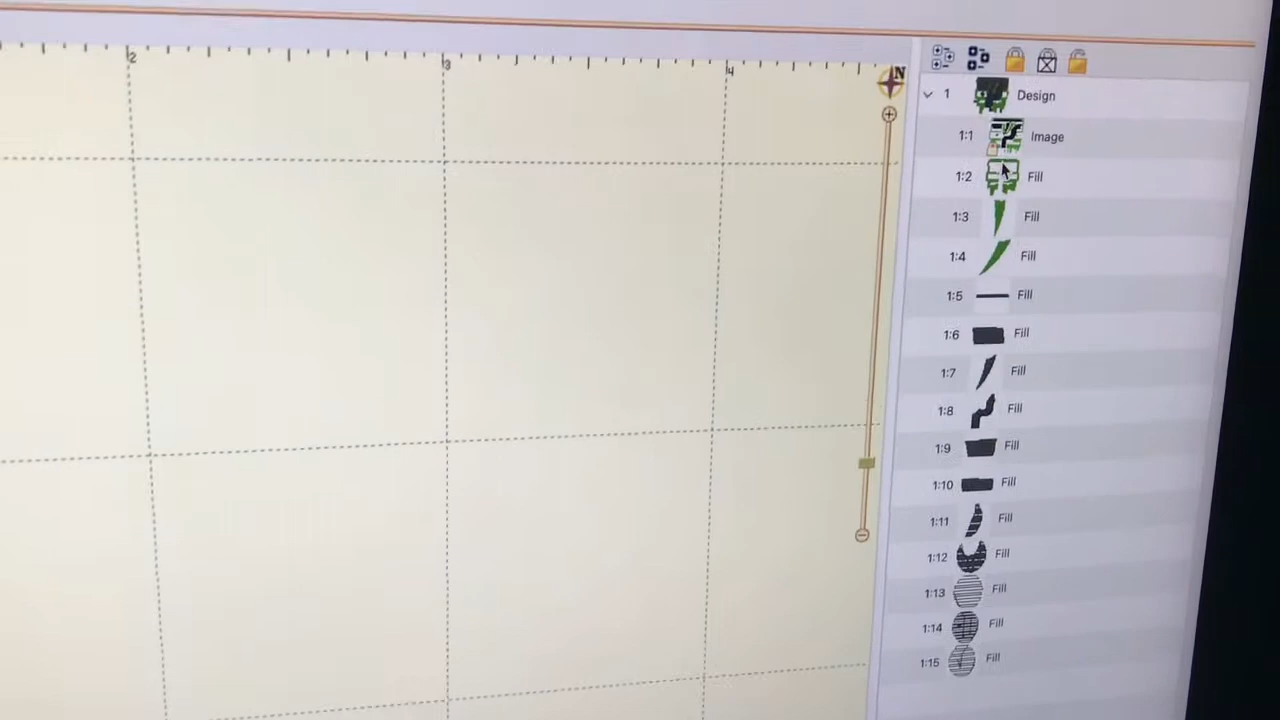 2 3 4
N
1 Design
1:1 Image
1:2 Fill
1:3 Fill
1:4 Fill
1:5 Fill
1:6 Fill
1:7 Fill
1:8 Fill
1:9 Fill
1:10 Fill
1:11 Fill
1:12 Fill
1:13 Fill
1:14 Fill
1:15 Fill